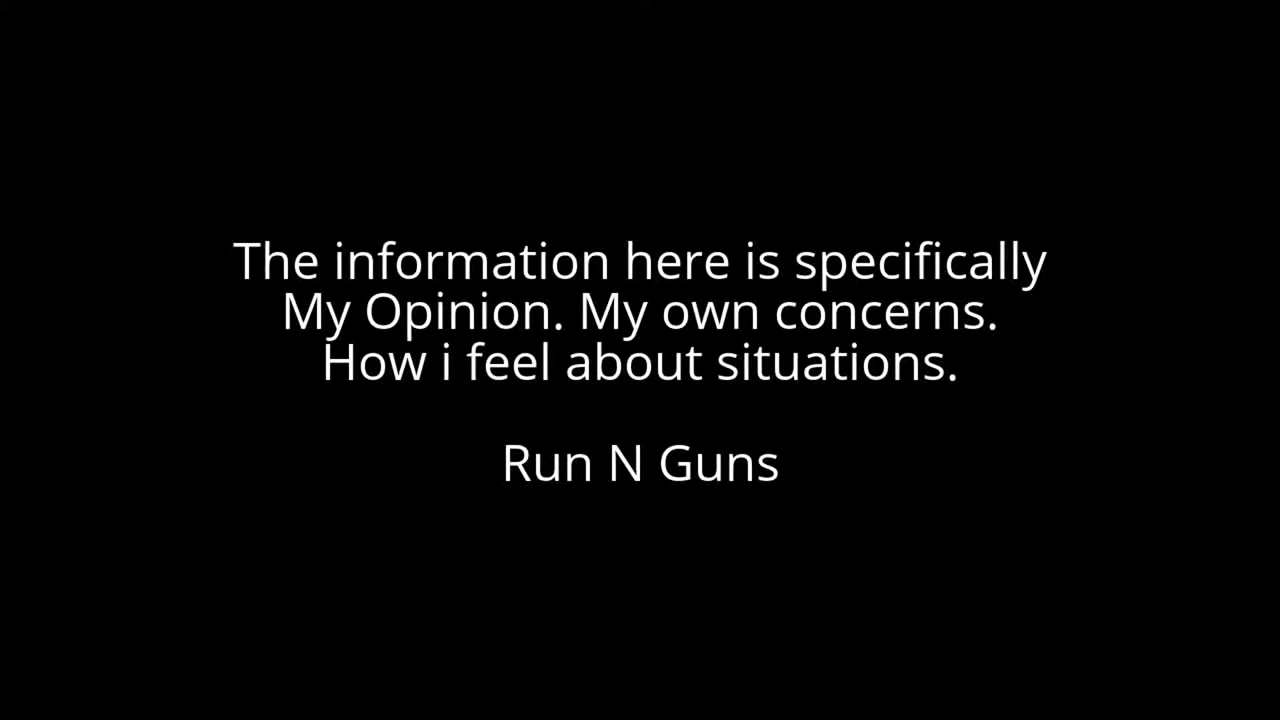 The information here is specifically
My Opinion. My own concerns.
How i feel about situations.
Run N Guns